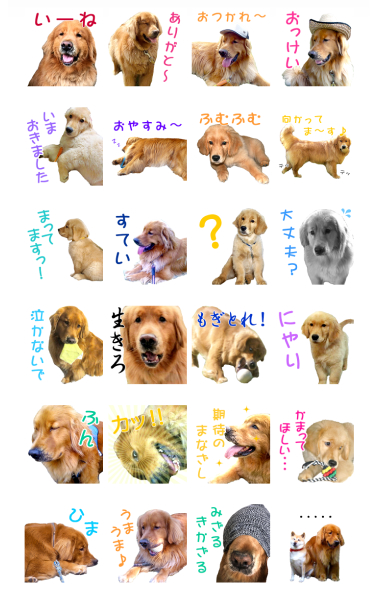 いーね
ありがと～
おつかれ～
おっけい
いま
おきました
おやすみ～
ふむふむ
向かって
ま～す♪
まって
ますっ！
すてい
？
大丈夫？
泣かないで
生きろ
もぎとれ！
にやり
ふん
カッ!!
期待の
まなざし
かまって
ほしい…
ひま
うま
うま♪
みざる
きかざる
.....